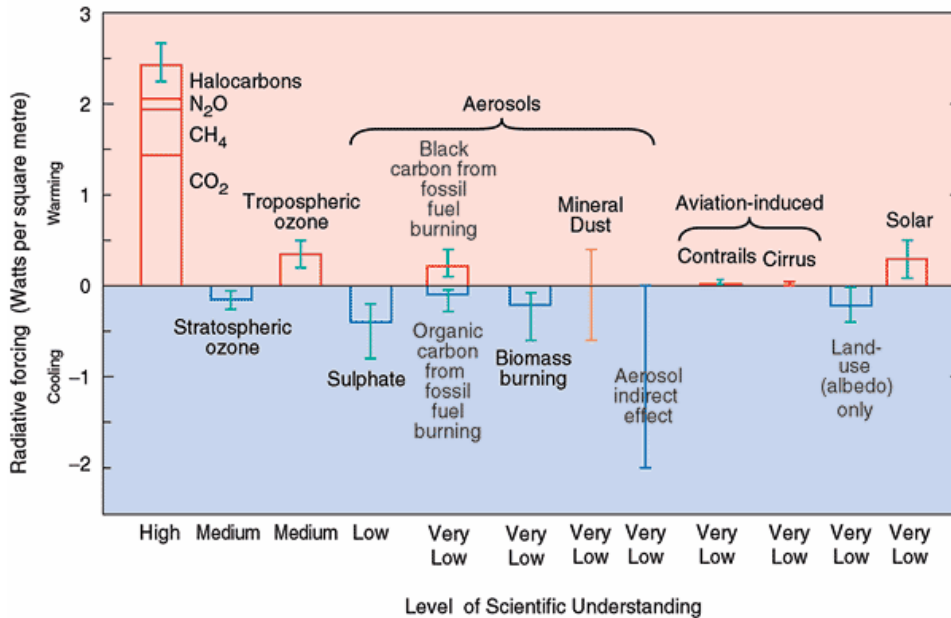 Radiative forcing (Watts per square metre)
Warming
Cooling
3
2
1
0
−1
−2
Halocarbons
N₂O
CH₄
CO₂
Tropospheric
ozone
Stratospheric
ozone
Aerosols
Sulphate
Black
carbon from
fossil
fuel
burning
Organic
carbon
from
fossil
fuel
burning
Biomass
burning
Mineral
Dust
Aerosol
indirect
effect
Aviation-induced
Contrails
Cirrus
Land-
use
(albedo)
only
Solar
High
Medium
Medium
Low
Very
Low
Very
Low
Very
Low
Very
Low
Very
Low
Very
Low
Very
Low
Very
Low
Level of Scientific Understanding